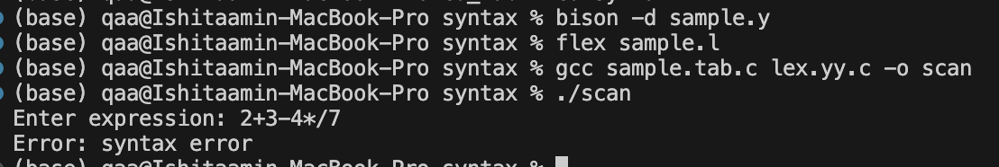 (base) qaa@Ishitaamin-MacBook-Pro syntax % bison -d sample.y
(base) qaa@Ishitaamin-MacBook-Pro syntax % flex sample.l
(base) qaa@Ishitaamin-MacBook-Pro syntax % gcc sample.tab.c lex.yy.c -o scan
(base) qaa@Ishitaamin-MacBook-Pro syntax % ./scan
Enter expression: 2+3-4*/7
Error: syntax error
(base) qaa@Ishitaamin-MacBook-Pro syntax %